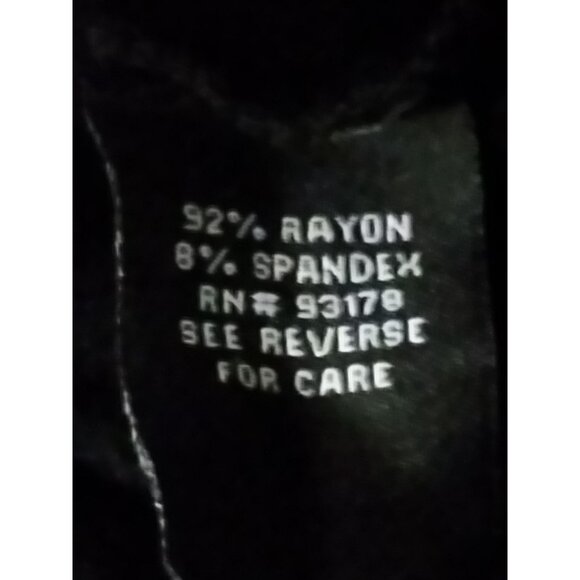 92% RAYON
8% SPANDEX
RN# 93178
SEE REVERSE
FOR CARE